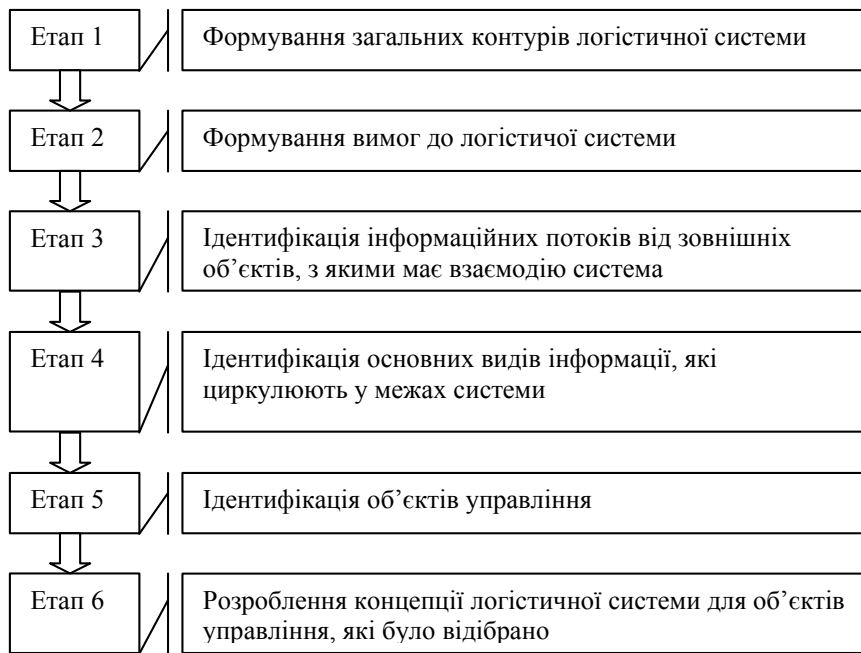 Етап 1
Формування загальних контурів логістичної системи
Етап 2
Формування вимог до логістичої системи
Етап 3
Ідентифікація інформаційних потоків від зовнішніх
об’єктів, з якими має взаємодію система
Етап 4
Ідентифікація основних видів інформації, які
циркулюють у межах системи
Етап 5
Ідентифікація об’єктів управління
Етап 6
Розроблення концепції логістичної системи для об’єктів
управління, які було відібрано